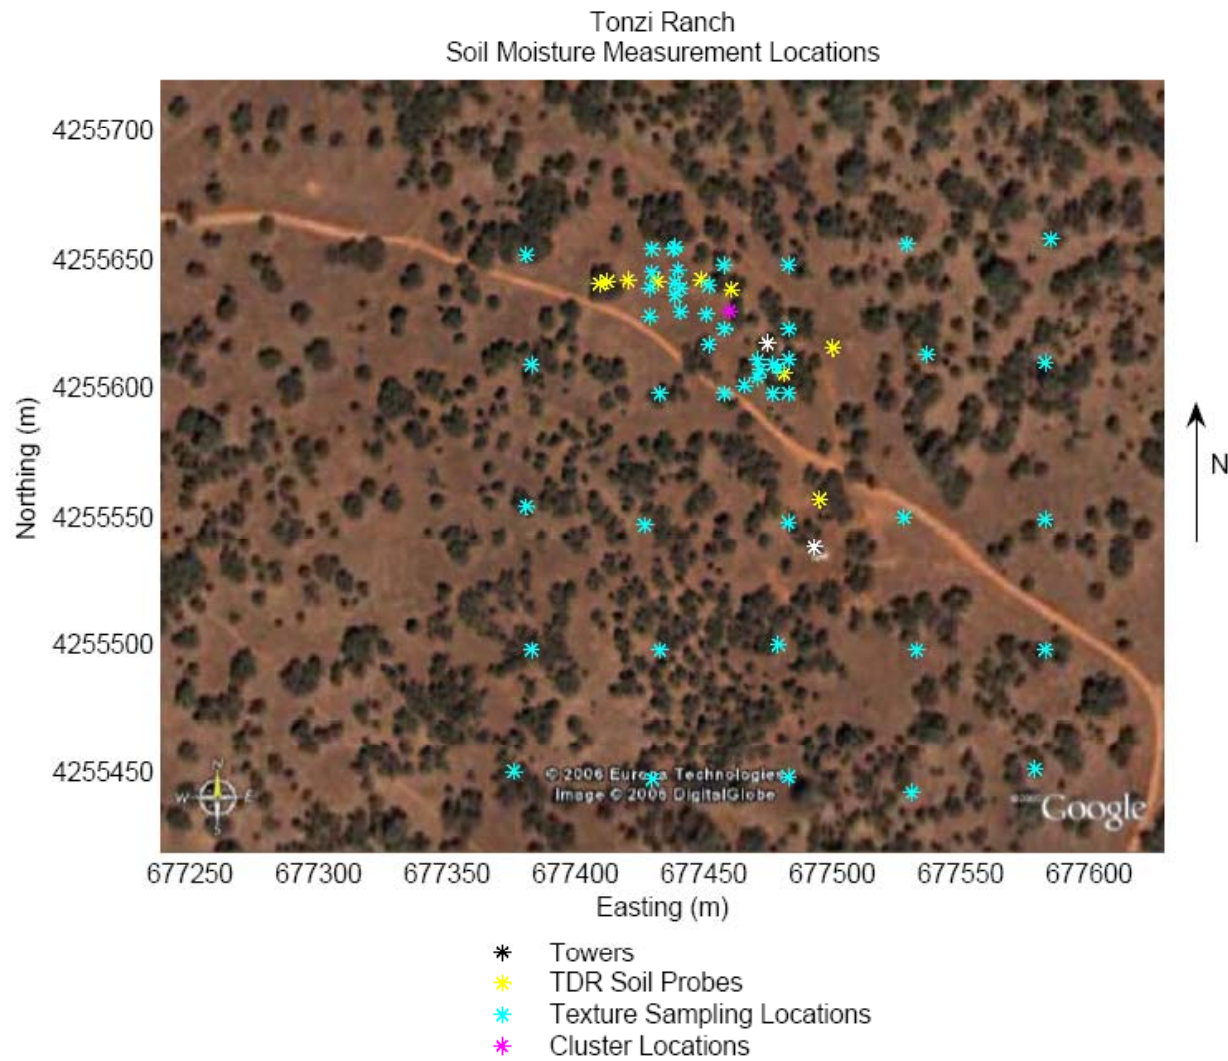 Tonzi Ranch
Soil Moisture Measurement Locations
4255700
4255650
4255600
4255550
4255500
4255450
Northing (m)
N
N
W E
S
© 2006 Europa Technologies
Image © 2006 DigitalGlobe
©2007 Google
677250 677300 677350 677400 677450 677500 677550 677600
Easting (m)
Towers
TDR Soil Probes
Texture Sampling Locations
Cluster Locations